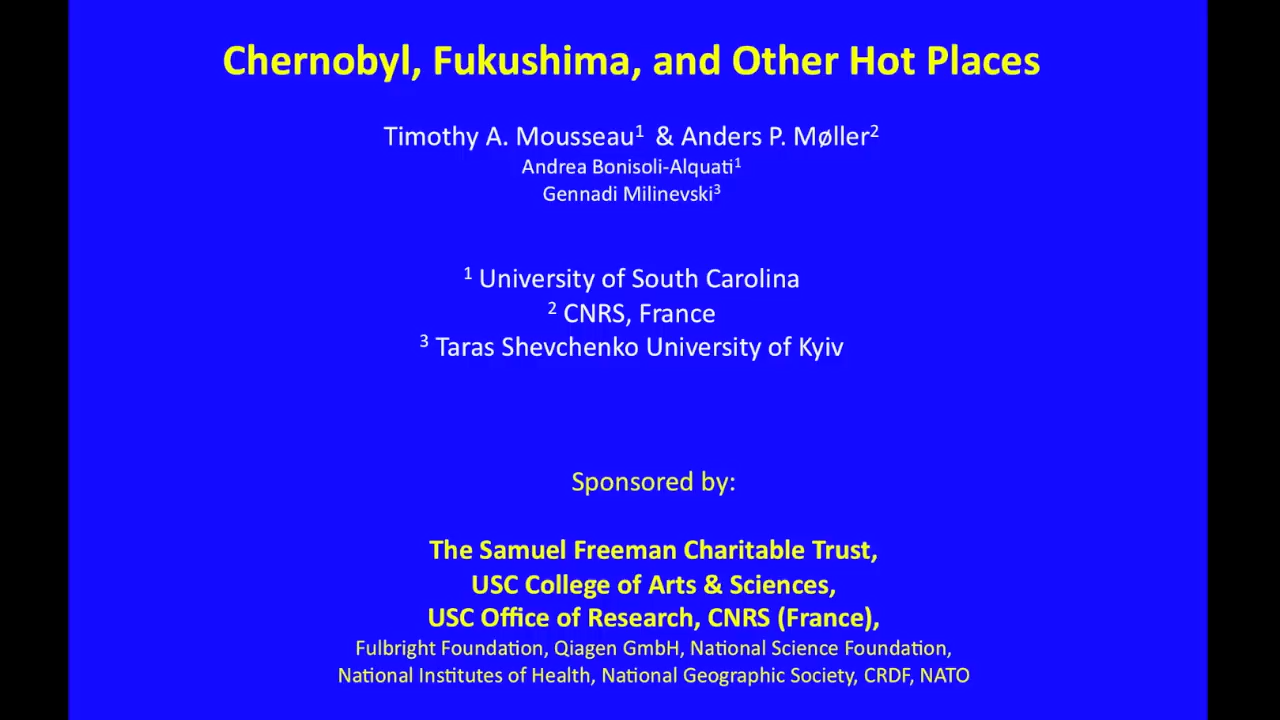 Chernobyl, Fukushima, and Other Hot Places
Timothy A. Mousseau¹ & Anders P. Møller²
Andrea Bonisoli-Alquati¹
Gennadi Milinevski³
¹ University of South Carolina
² CNRS, France
³ Taras Shevchenko University of Kyiv
Sponsored by:
The Samuel Freeman Charitable Trust,
USC College of Arts & Sciences,
USC Office of Research, CNRS (France),
Fulbright Foundation, Qiagen GmbH, National Science Foundation,
National Institutes of Health, National Geographic Society, CRDF, NATO